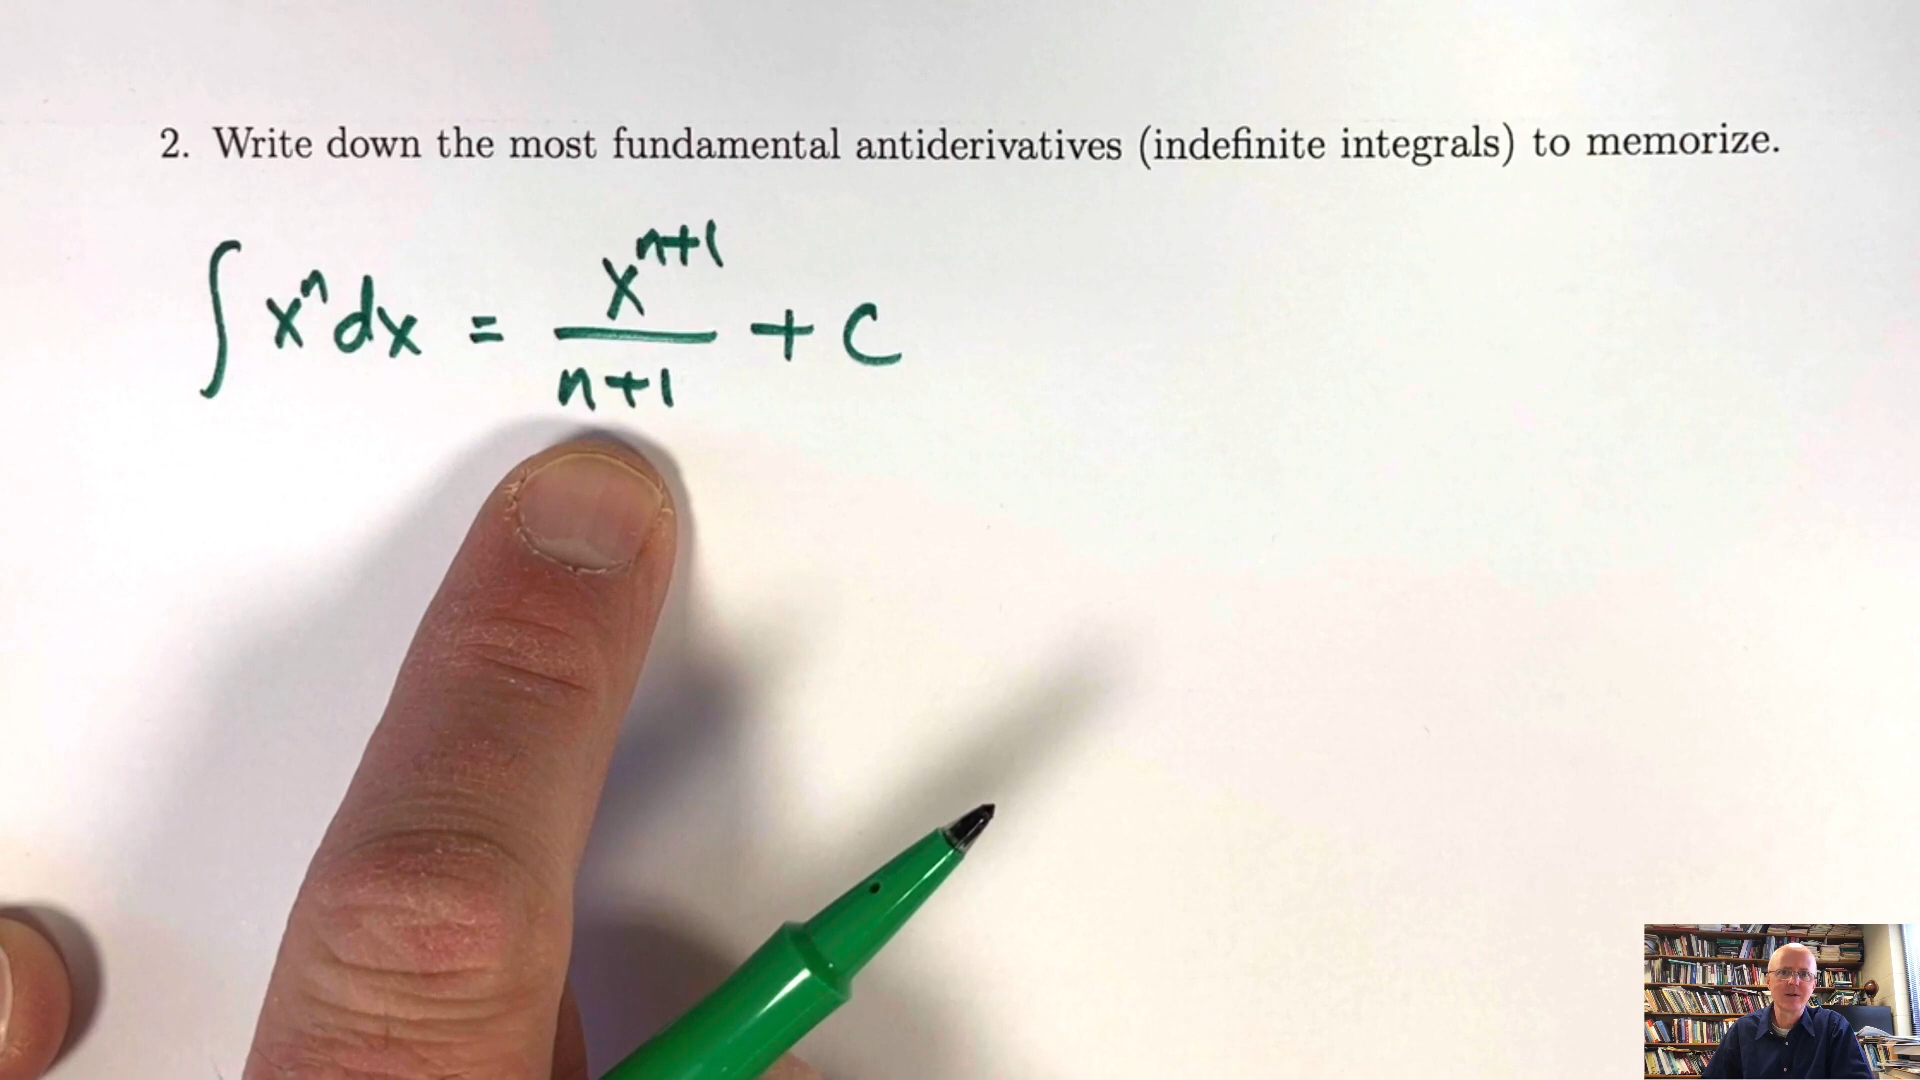 2. Write down the most fundamental antiderivatives (indefinite integrals) to memorize.
∫ xⁿ dx = xⁿ⁺¹/n+1 + C